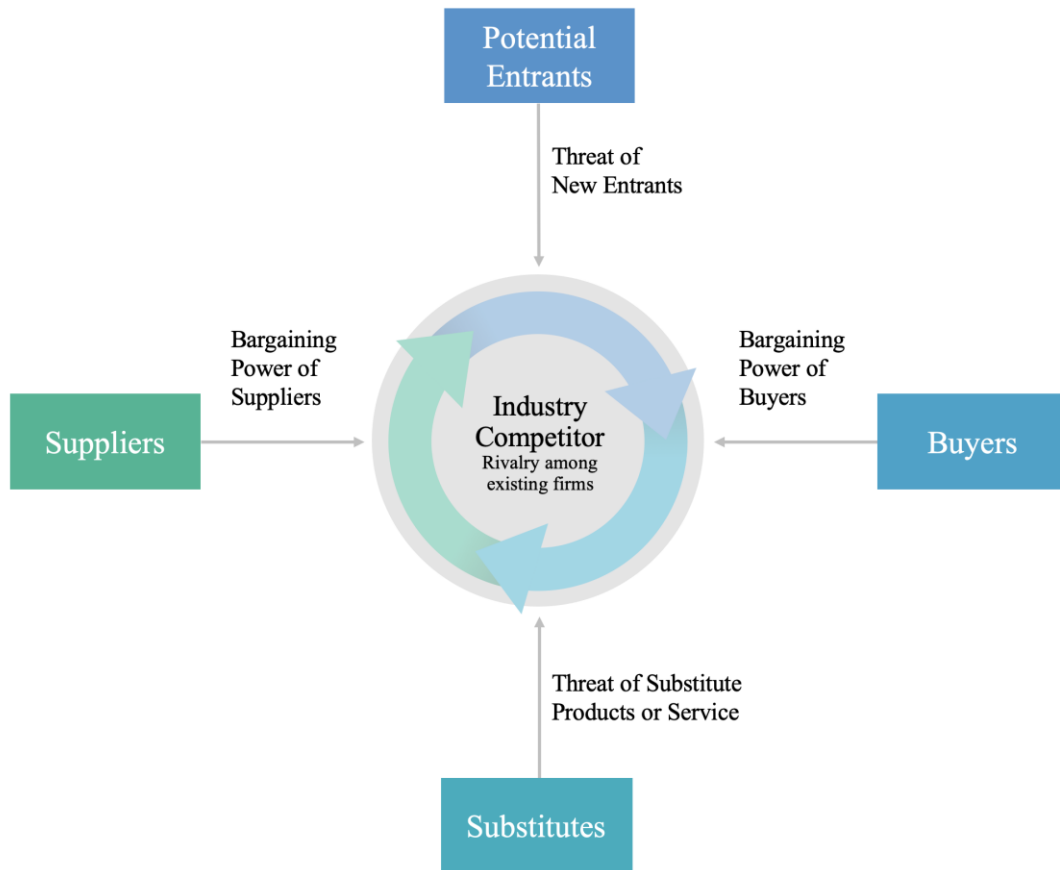 Potential
Entrants
Threat of
New Entrants
Bargaining
Power of
Suppliers
Suppliers
Industry
Competitor
Rivalry among
existing firms
Bargaining
Power of
Buyers
Buyers
Threat of Substitute
Products or Service
Substitutes